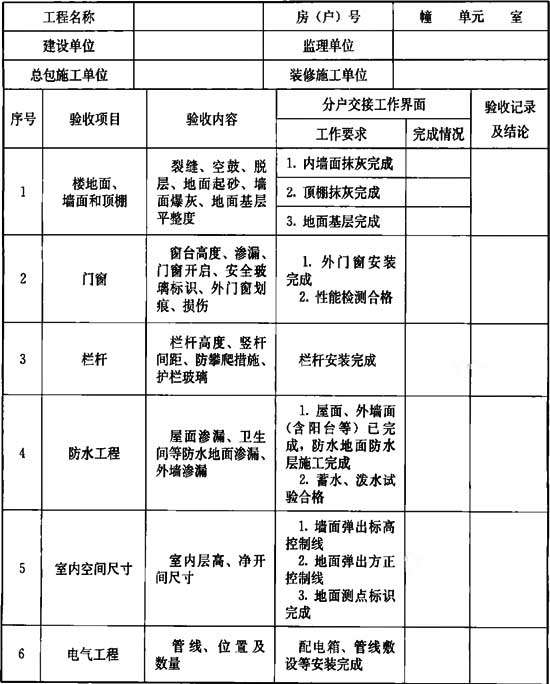 工程名称 房（户）号 幢 单元 室
建设单位 监理单位
总包施工单位 装修施工单位
序号 验收项目 验收内容 分户交接工作界面 验收记录
及结论
工作要求 完成情况
1
楼地面、
墙面和顶棚
裂缝、空鼓、脱
层、地面起砂、墙
面爆灰、地面基层
平整度
1. 内墙面抹灰完成
2. 顶棚抹灰完成
3. 地面基层完成
2
门窗
窗台高度、渗漏、
门窗开启、安全玻
璃标识、外门窗划
痕、损伤
1. 外门窗安装
完成
2. 性能检测合格
3
栏杆
栏杆高度、竖杆
间距、防攀爬措施、
护栏玻璃
栏杆安装完成
4
防水工程
屋面渗漏、卫生
间等防水地面渗漏、
外墙渗漏
1. 屋面、外墙面
(含阳台等) 已完
成，防水地面防水
层施工完成
2. 蓄水、泼水试
验合格
5
室内空间尺寸
室内层高、净开
间尺寸
1. 墙面弹出标高
控制线
2. 地面弹出方正
控制线
3. 地面测点标识
完成
6
电气工程
管线、位置及
数量
配电箱、管线敷
设等安装完成